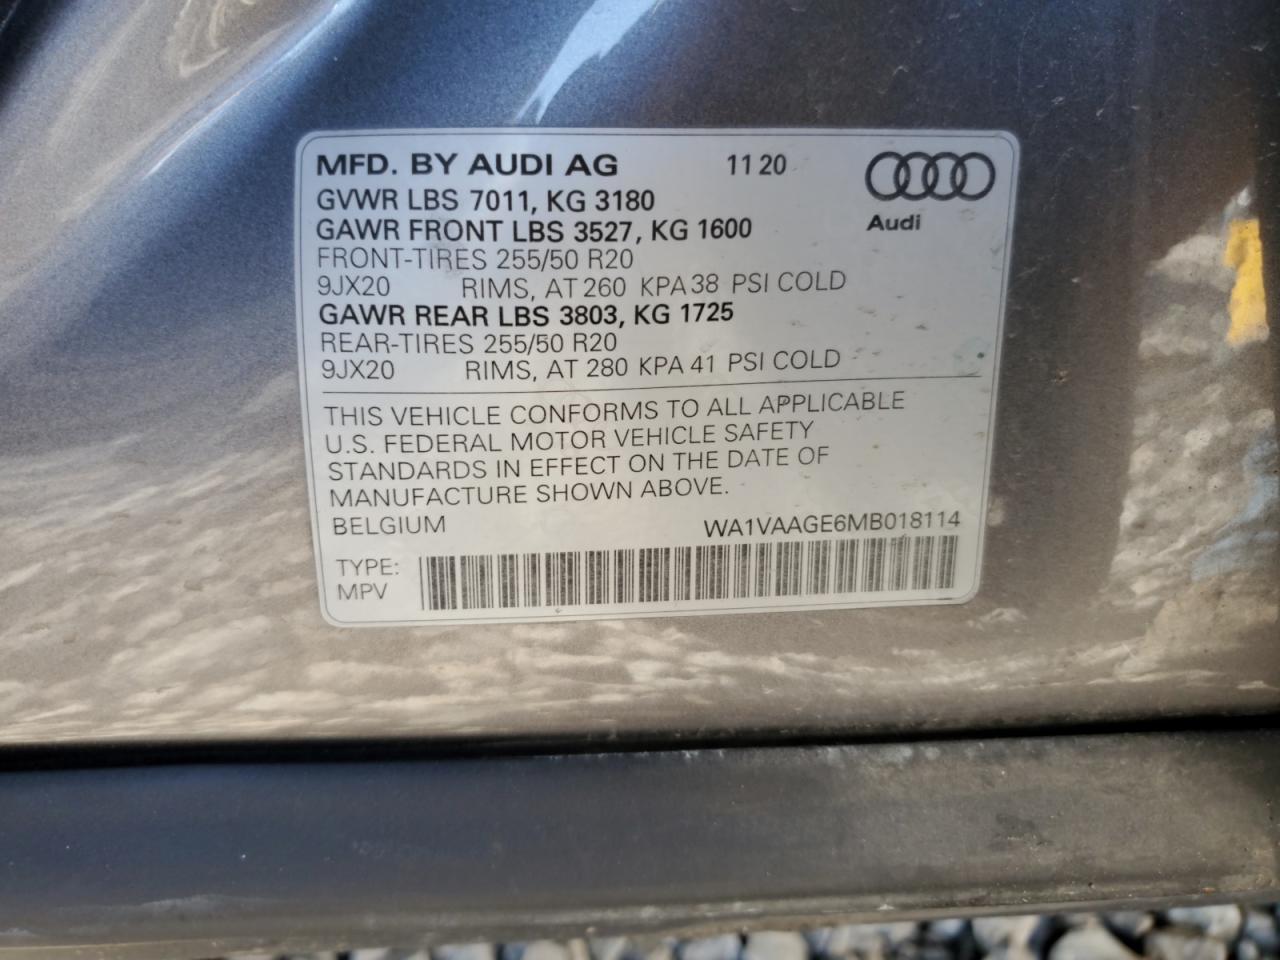 MFD. BY AUDI AG 11 20
GVWR LBS 7011, KG 3180
Audi
GAWR FRONT LBS 3527, KG 1600
FRONT-TIRES 255/50 R20
9JX20 RIMS, AT 260 KPA 38 PSI COLD
GAWR REAR LBS 3803, KG 1725
REAR-TIRES 255/50 R20
9JX20 RIMS, AT 280 KPA 41 PSI COLD
THIS VEHICLE CONFORMS TO ALL APPLICABLE
U.S. FEDERAL MOTOR VEHICLE SAFETY
STANDARDS IN EFFECT ON THE DATE OF
MANUFACTURE SHOWN ABOVE.
BELGIUM WA1VAAGE6MB018114
TYPE:
MPV